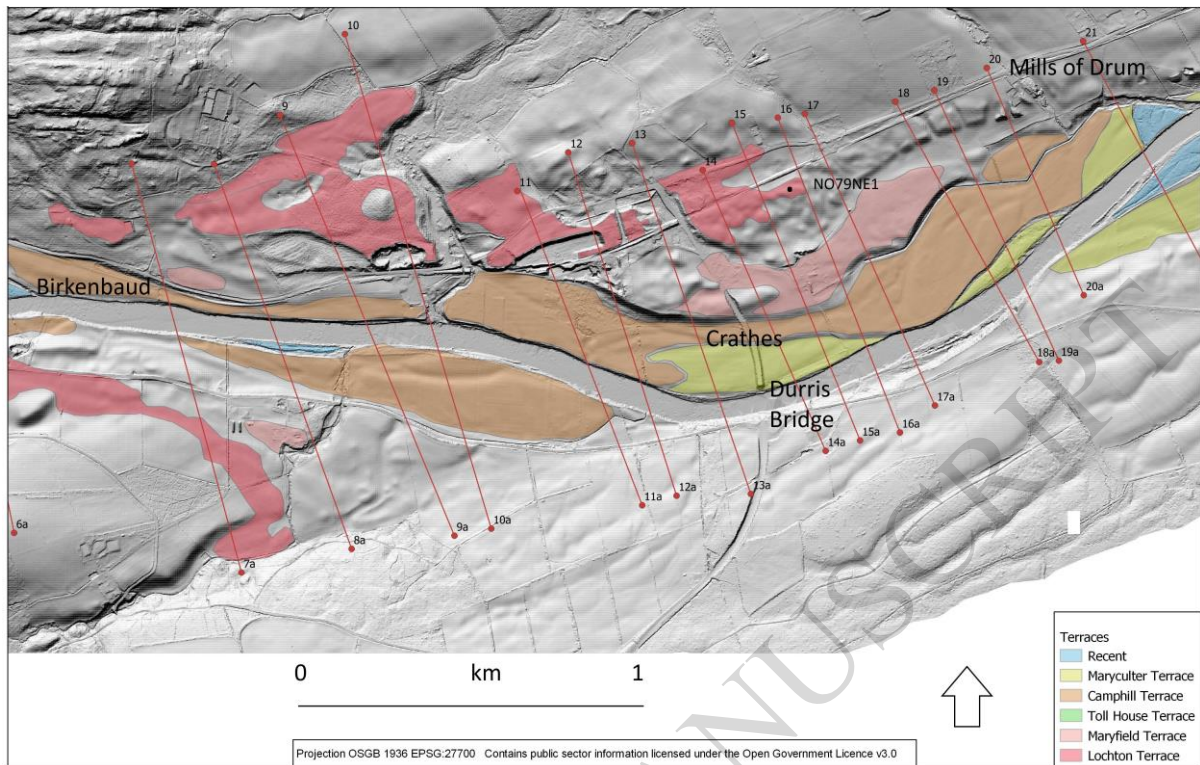 10
21
Mills of Drum
20
19
18
9
15
16
17
13
12
14
11
NO79NE1
Birkenbaud
20a
Crathes
18a
19a
Durris
Bridge
17a
16a
15a
14a
13a
12a
11a
10a
9a
8a
7a
6a
MANUSCRIPT
0 km 1
Terraces
Recent
Maryculter Terrace
Camphill Terrace
Toll House Terrace
Maryfield Terrace
Lochton Terrace
Projection OSGB 1936 EPSG:27700 Contains public sector information licensed under the Open Government Licence v3.0